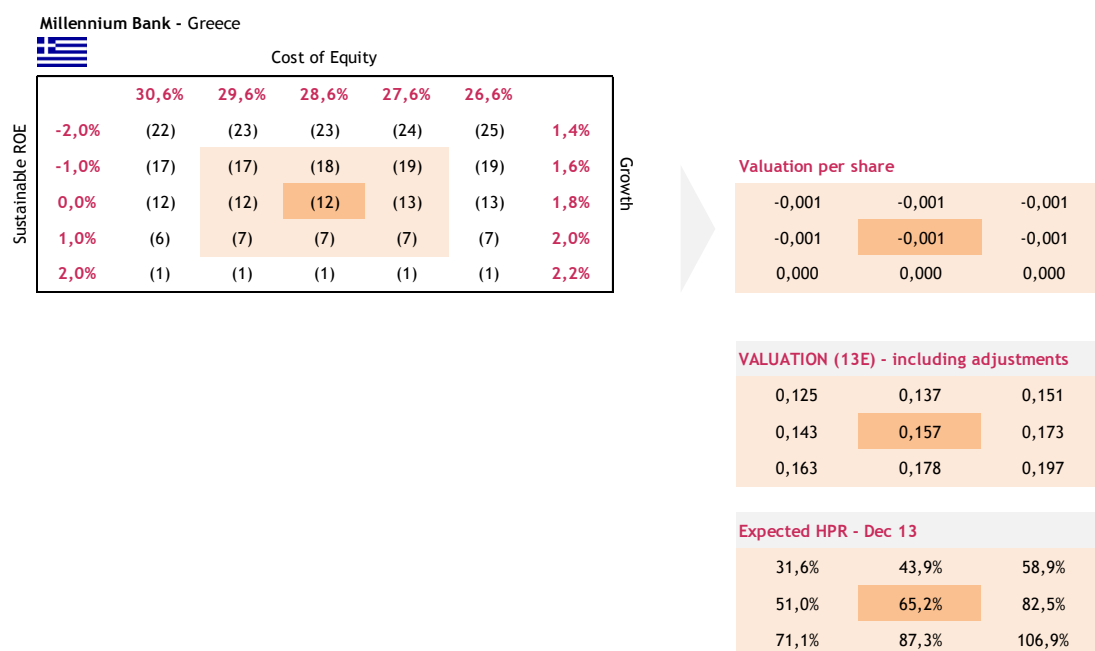 Millennium Bank - Greece
Cost of Equity
30,6% 29,6% 28,6% 27,6% 26,6%
Sustainable ROE
-2,0% (22) (23) (23) (24) (25) 1,4%
-1,0% (17) (17) (18) (19) (19) 1,6%
0,0% (12) (12) (12) (13) (13) 1,8%
1,0% (6) (7) (7) (7) (7) 2,0%
2,0% (1) (1) (1) (1) (1) 2,2%
Growth
Valuation per share
-0,001 -0,001 -0,001
-0,001 -0,001 -0,001
0,000 0,000 0,000
VALUATION (13E) - including adjustments
0,125 0,137 0,151
0,143 0,157 0,173
0,163 0,178 0,197
Expected HPR - Dec 13
31,6% 43,9% 58,9%
51,0% 65,2% 82,5%
71,1% 87,3% 106,9%